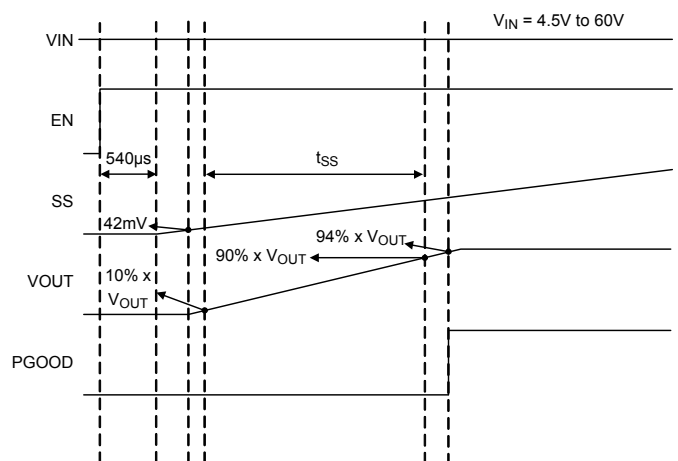 V_IN = 4.5V to 60V
VIN
EN
540µs
t_SS
SS
42mV
94% x V_OUT
90% x V_OUT
10% x
V_OUT
VOUT
PGOOD